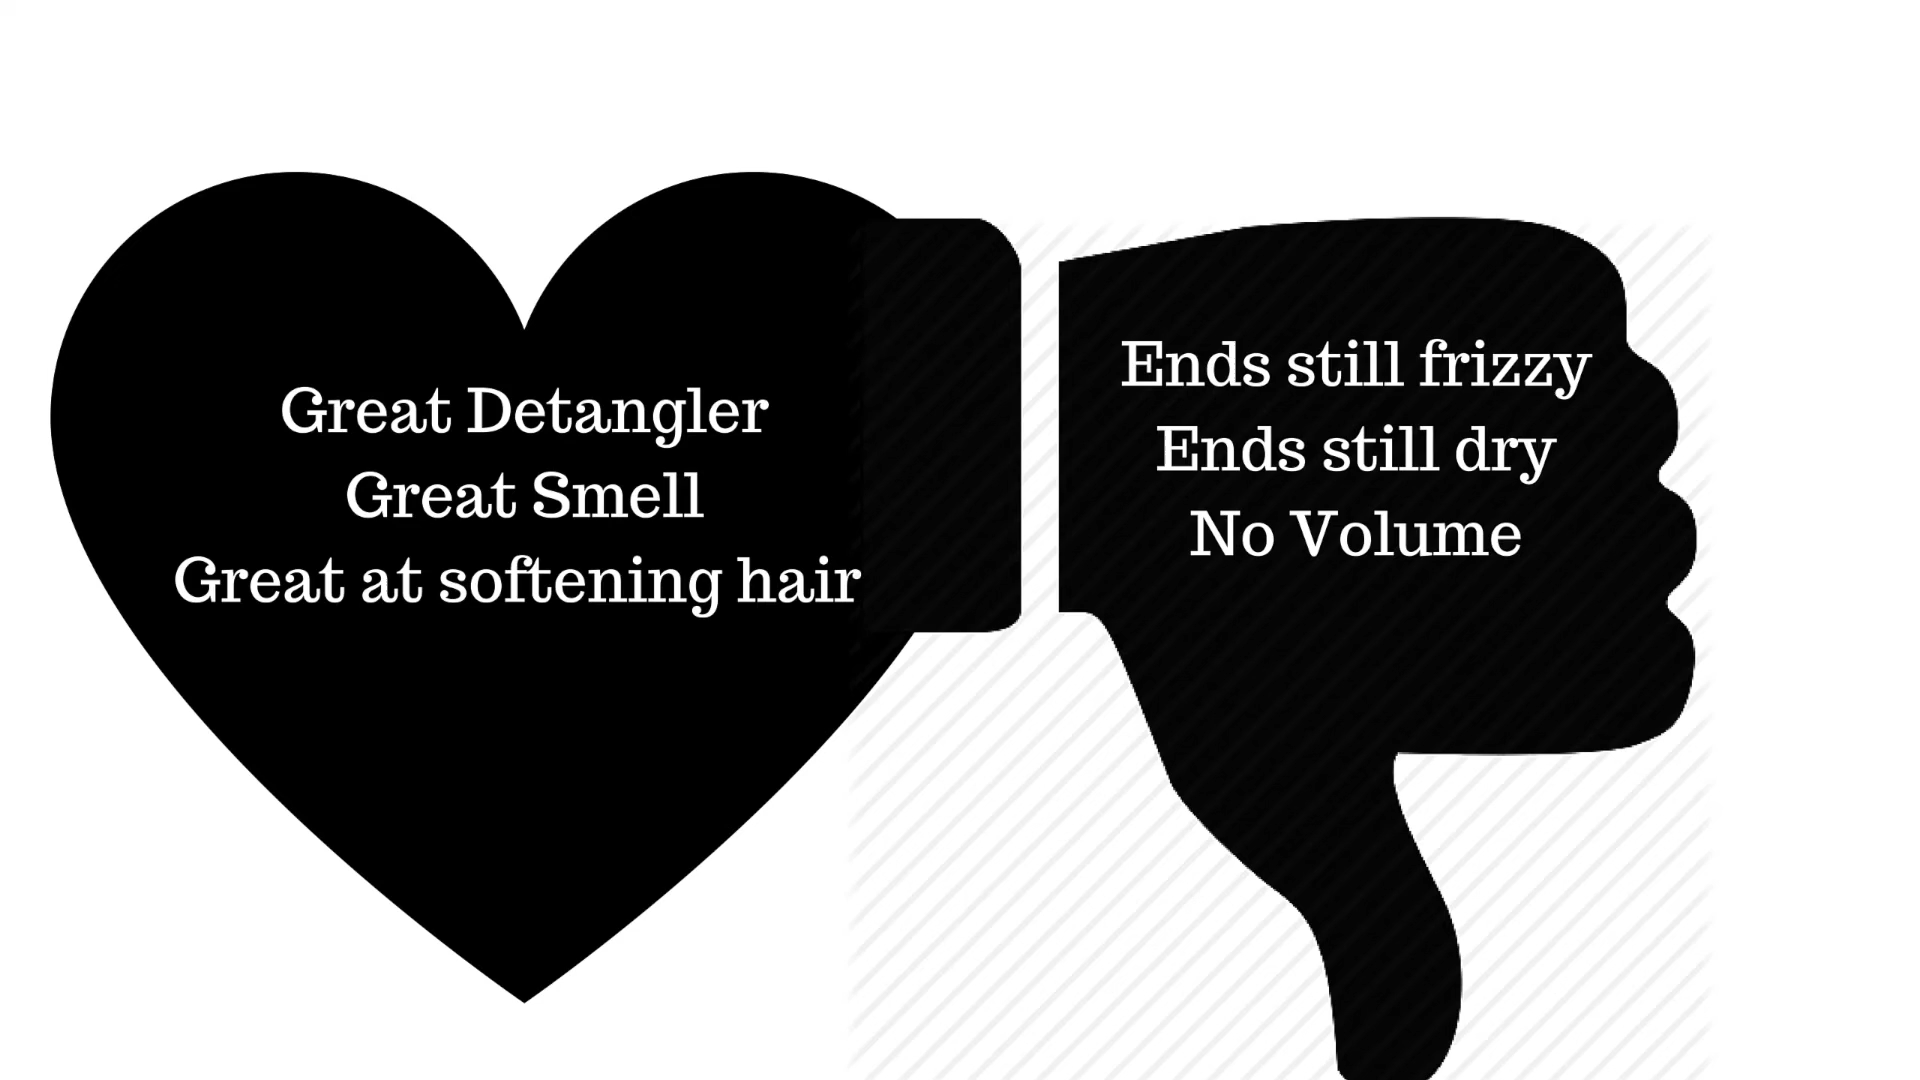 Great Detangler
Great Smell
Great at softening hair
Ends still frizzy
Ends still dry
No Volume